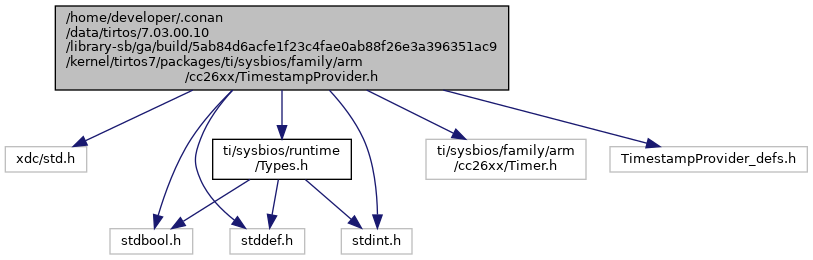 /home/developer/.conan
/data/tirtos/7.03.00.10
/library-sb/ga/build/5ab84d6acfe1f23c4fae0ab88f26e3a396351ac9
/kernel/tirtos7/packages/ti/sysbios/family/arm
/cc26xx/TimestampProvider.h
xdc/std.h
ti/sysbios/runtime
/Types.h
ti/sysbios/family/arm
/cc26xx/Timer.h
TimestampProvider_defs.h
stdbool.h
stddef.h
stdint.h